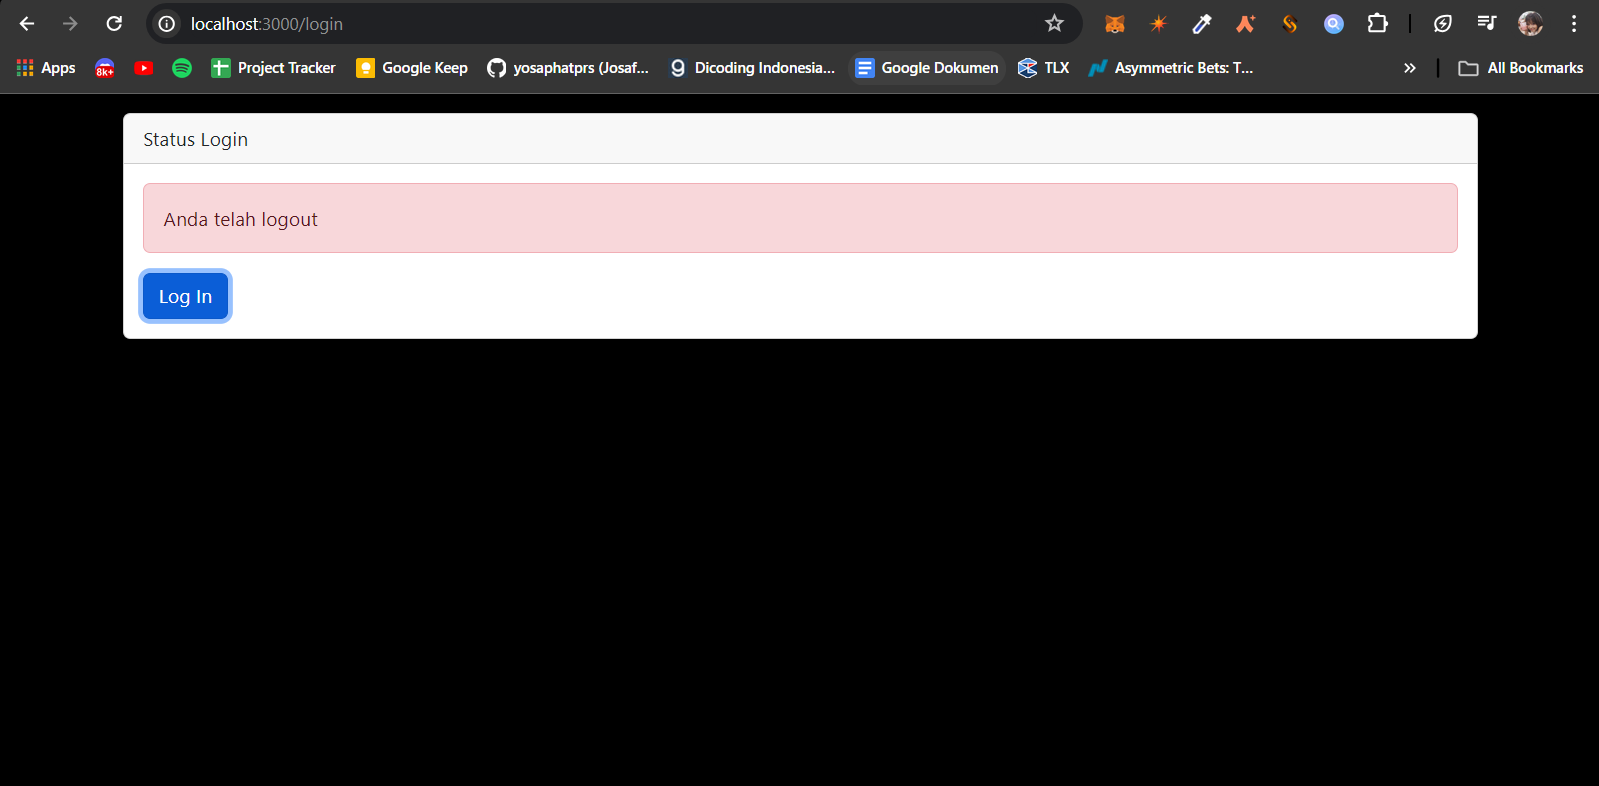 localhost:3000/login
Apps
8k+
Project Tracker
Google Keep
yosaphatprs (Josaf...
Dicoding Indonesia...
Google Dokumen
TLX
Asymmetric Bets: T...
All Bookmarks
Status Login
Anda telah logout
Log In